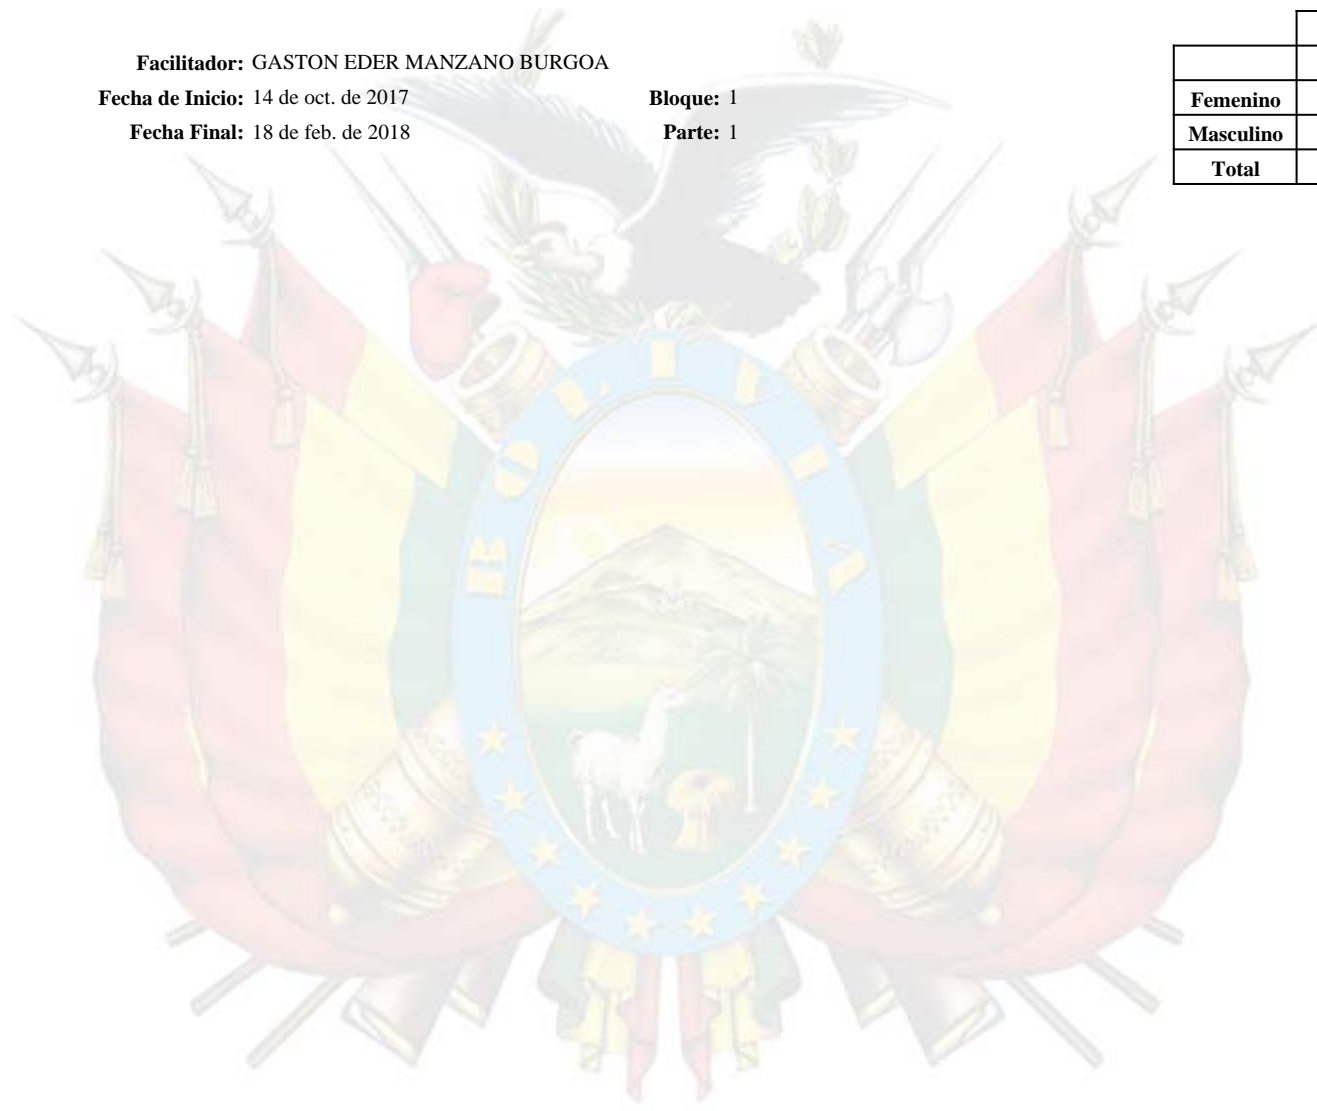 Facilitador: GASTON EDER MANZANO BURGOA
Fecha de Inicio: 14 de oct. de 2017 Bloque: 1
Fecha Final: 18 de feb. de 2018 Parte: 1
Femenino
Masculino
Total
BOLIVIA